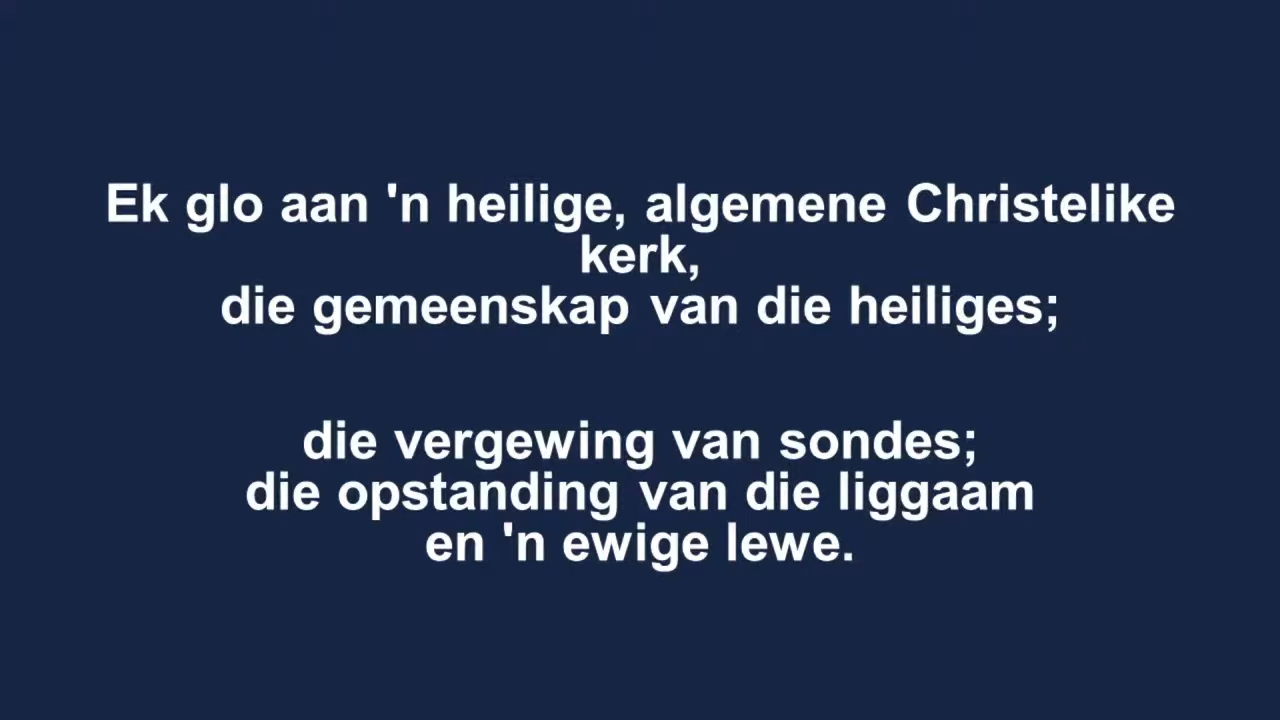 Ek glo aan 'n heilige, algemene Christelike
kerk,
die gemeenskap van die heiliges;
die vergewing van sondes;
die opstanding van die liggaam
en 'n ewige lewe.